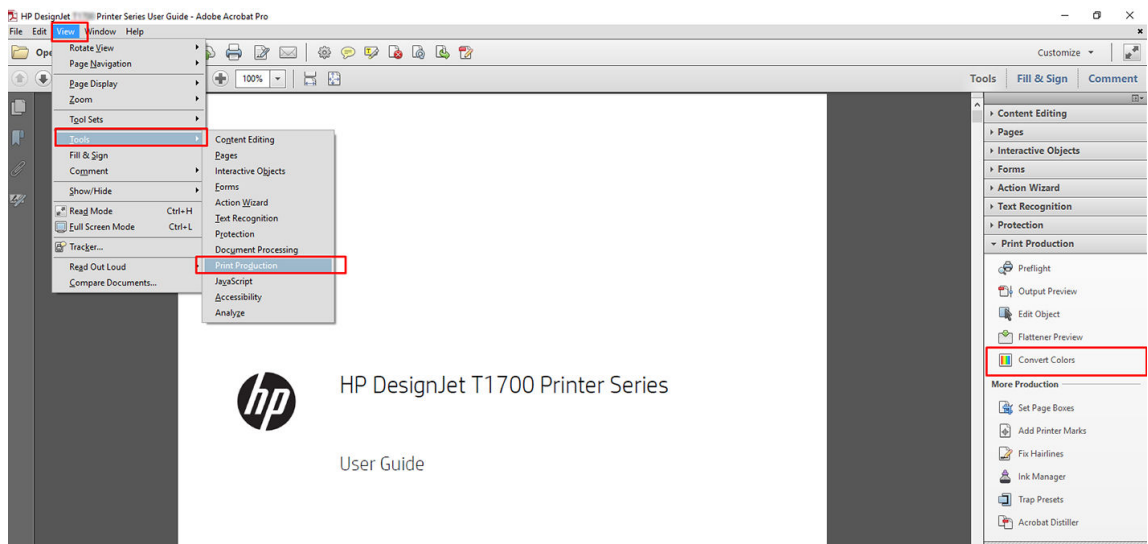 HP DesignJet Printer Series User Guide - Adobe Acrobat Pro
File Edit View Window Help
Customize
100%
Tools Fill & Sign Comment
Rotate View
Page Navigation
Page Display
Zoom
Tool Sets
Tools
Fill & Sign
Comment
Show/Hide
Read Mode Ctrl+H
Full Screen Mode Ctrl+L
Tracker...
Read Out Loud
Compare Documents...
Content Editing
Pages
Interactive Objects
Forms
Action Wizard
Text Recognition
Protection
Document Processing
Print Production
JavaScript
Accessibility
Analyze
hp
HP DesignJet T1700 Printer Series
User Guide
Content Editing
Pages
Interactive Objects
Forms
Action Wizard
Text Recognition
Protection
Print Production
Preflight
Output Preview
Edit Object
Flattener Preview
Convert Colors
More Production
Set Page Boxes
Add Printer Marks
Fix Hairlines
Ink Manager
Trap Presets
Acrobat Distiller